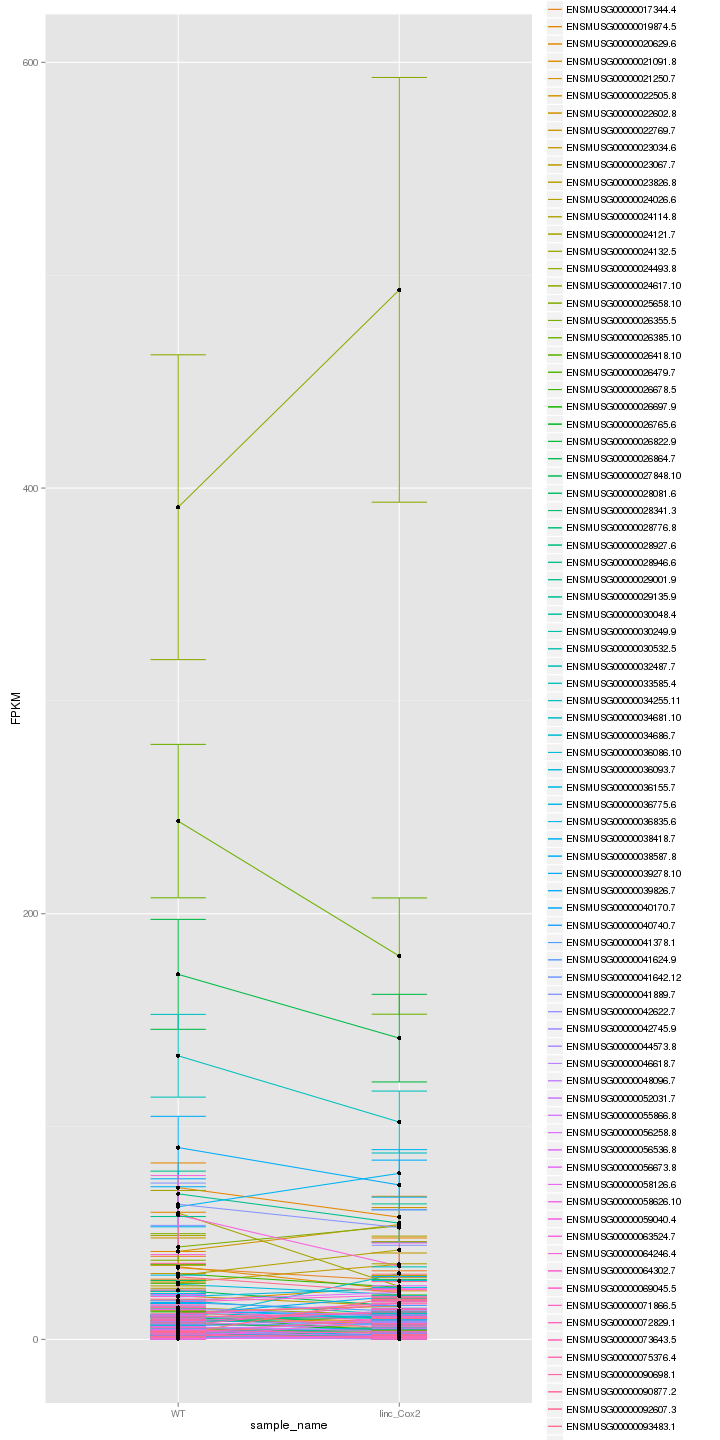 600
400
200
0
FPKM
WT
linc_Cox2
sample_name
ENSMUSG00000017344.4
ENSMUSG00000019874.5
ENSMUSG00000020629.6
ENSMUSG00000021091.8
ENSMUSG00000021250.7
ENSMUSG00000022505.8
ENSMUSG00000022602.8
ENSMUSG00000022769.7
ENSMUSG00000023034.6
ENSMUSG00000023067.7
ENSMUSG00000023826.8
ENSMUSG00000024026.6
ENSMUSG00000024114.8
ENSMUSG00000024121.7
ENSMUSG00000024132.5
ENSMUSG00000024493.8
ENSMUSG00000024617.10
ENSMUSG00000025658.10
ENSMUSG00000026355.5
ENSMUSG00000026385.10
ENSMUSG00000026418.10
ENSMUSG00000026479.7
ENSMUSG00000026678.5
ENSMUSG00000026697.9
ENSMUSG00000026765.6
ENSMUSG00000026822.9
ENSMUSG00000026864.7
ENSMUSG00000027848.10
ENSMUSG00000028081.6
ENSMUSG00000028341.3
ENSMUSG00000028776.8
ENSMUSG00000028927.6
ENSMUSG00000028946.6
ENSMUSG00000029001.9
ENSMUSG00000029135.9
ENSMUSG00000030048.4
ENSMUSG00000030249.9
ENSMUSG00000030532.5
ENSMUSG00000032487.7
ENSMUSG00000033585.4
ENSMUSG00000034255.11
ENSMUSG00000034681.10
ENSMUSG00000034686.7
ENSMUSG00000036086.10
ENSMUSG00000036093.7
ENSMUSG00000036155.7
ENSMUSG00000036775.6
ENSMUSG00000036835.6
ENSMUSG00000038418.7
ENSMUSG00000038587.8
ENSMUSG00000039278.10
ENSMUSG00000039826.7
ENSMUSG00000040170.7
ENSMUSG00000040740.7
ENSMUSG00000041378.1
ENSMUSG00000041624.9
ENSMUSG00000041642.12
ENSMUSG00000041889.7
ENSMUSG00000042622.7
ENSMUSG00000042745.9
ENSMUSG00000044573.8
ENSMUSG00000046618.7
ENSMUSG00000048096.7
ENSMUSG00000052031.7
ENSMUSG00000055866.8
ENSMUSG00000056258.8
ENSMUSG00000056536.8
ENSMUSG00000056673.8
ENSMUSG00000058126.6
ENSMUSG00000058626.10
ENSMUSG00000059040.4
ENSMUSG00000063524.7
ENSMUSG00000064246.4
ENSMUSG00000064302.7
ENSMUSG00000069045.5
ENSMUSG00000071866.5
ENSMUSG00000072829.1
ENSMUSG00000073643.5
ENSMUSG00000075376.4
ENSMUSG00000090698.1
ENSMUSG00000090877.2
ENSMUSG00000092607.3
ENSMUSG00000093483.1